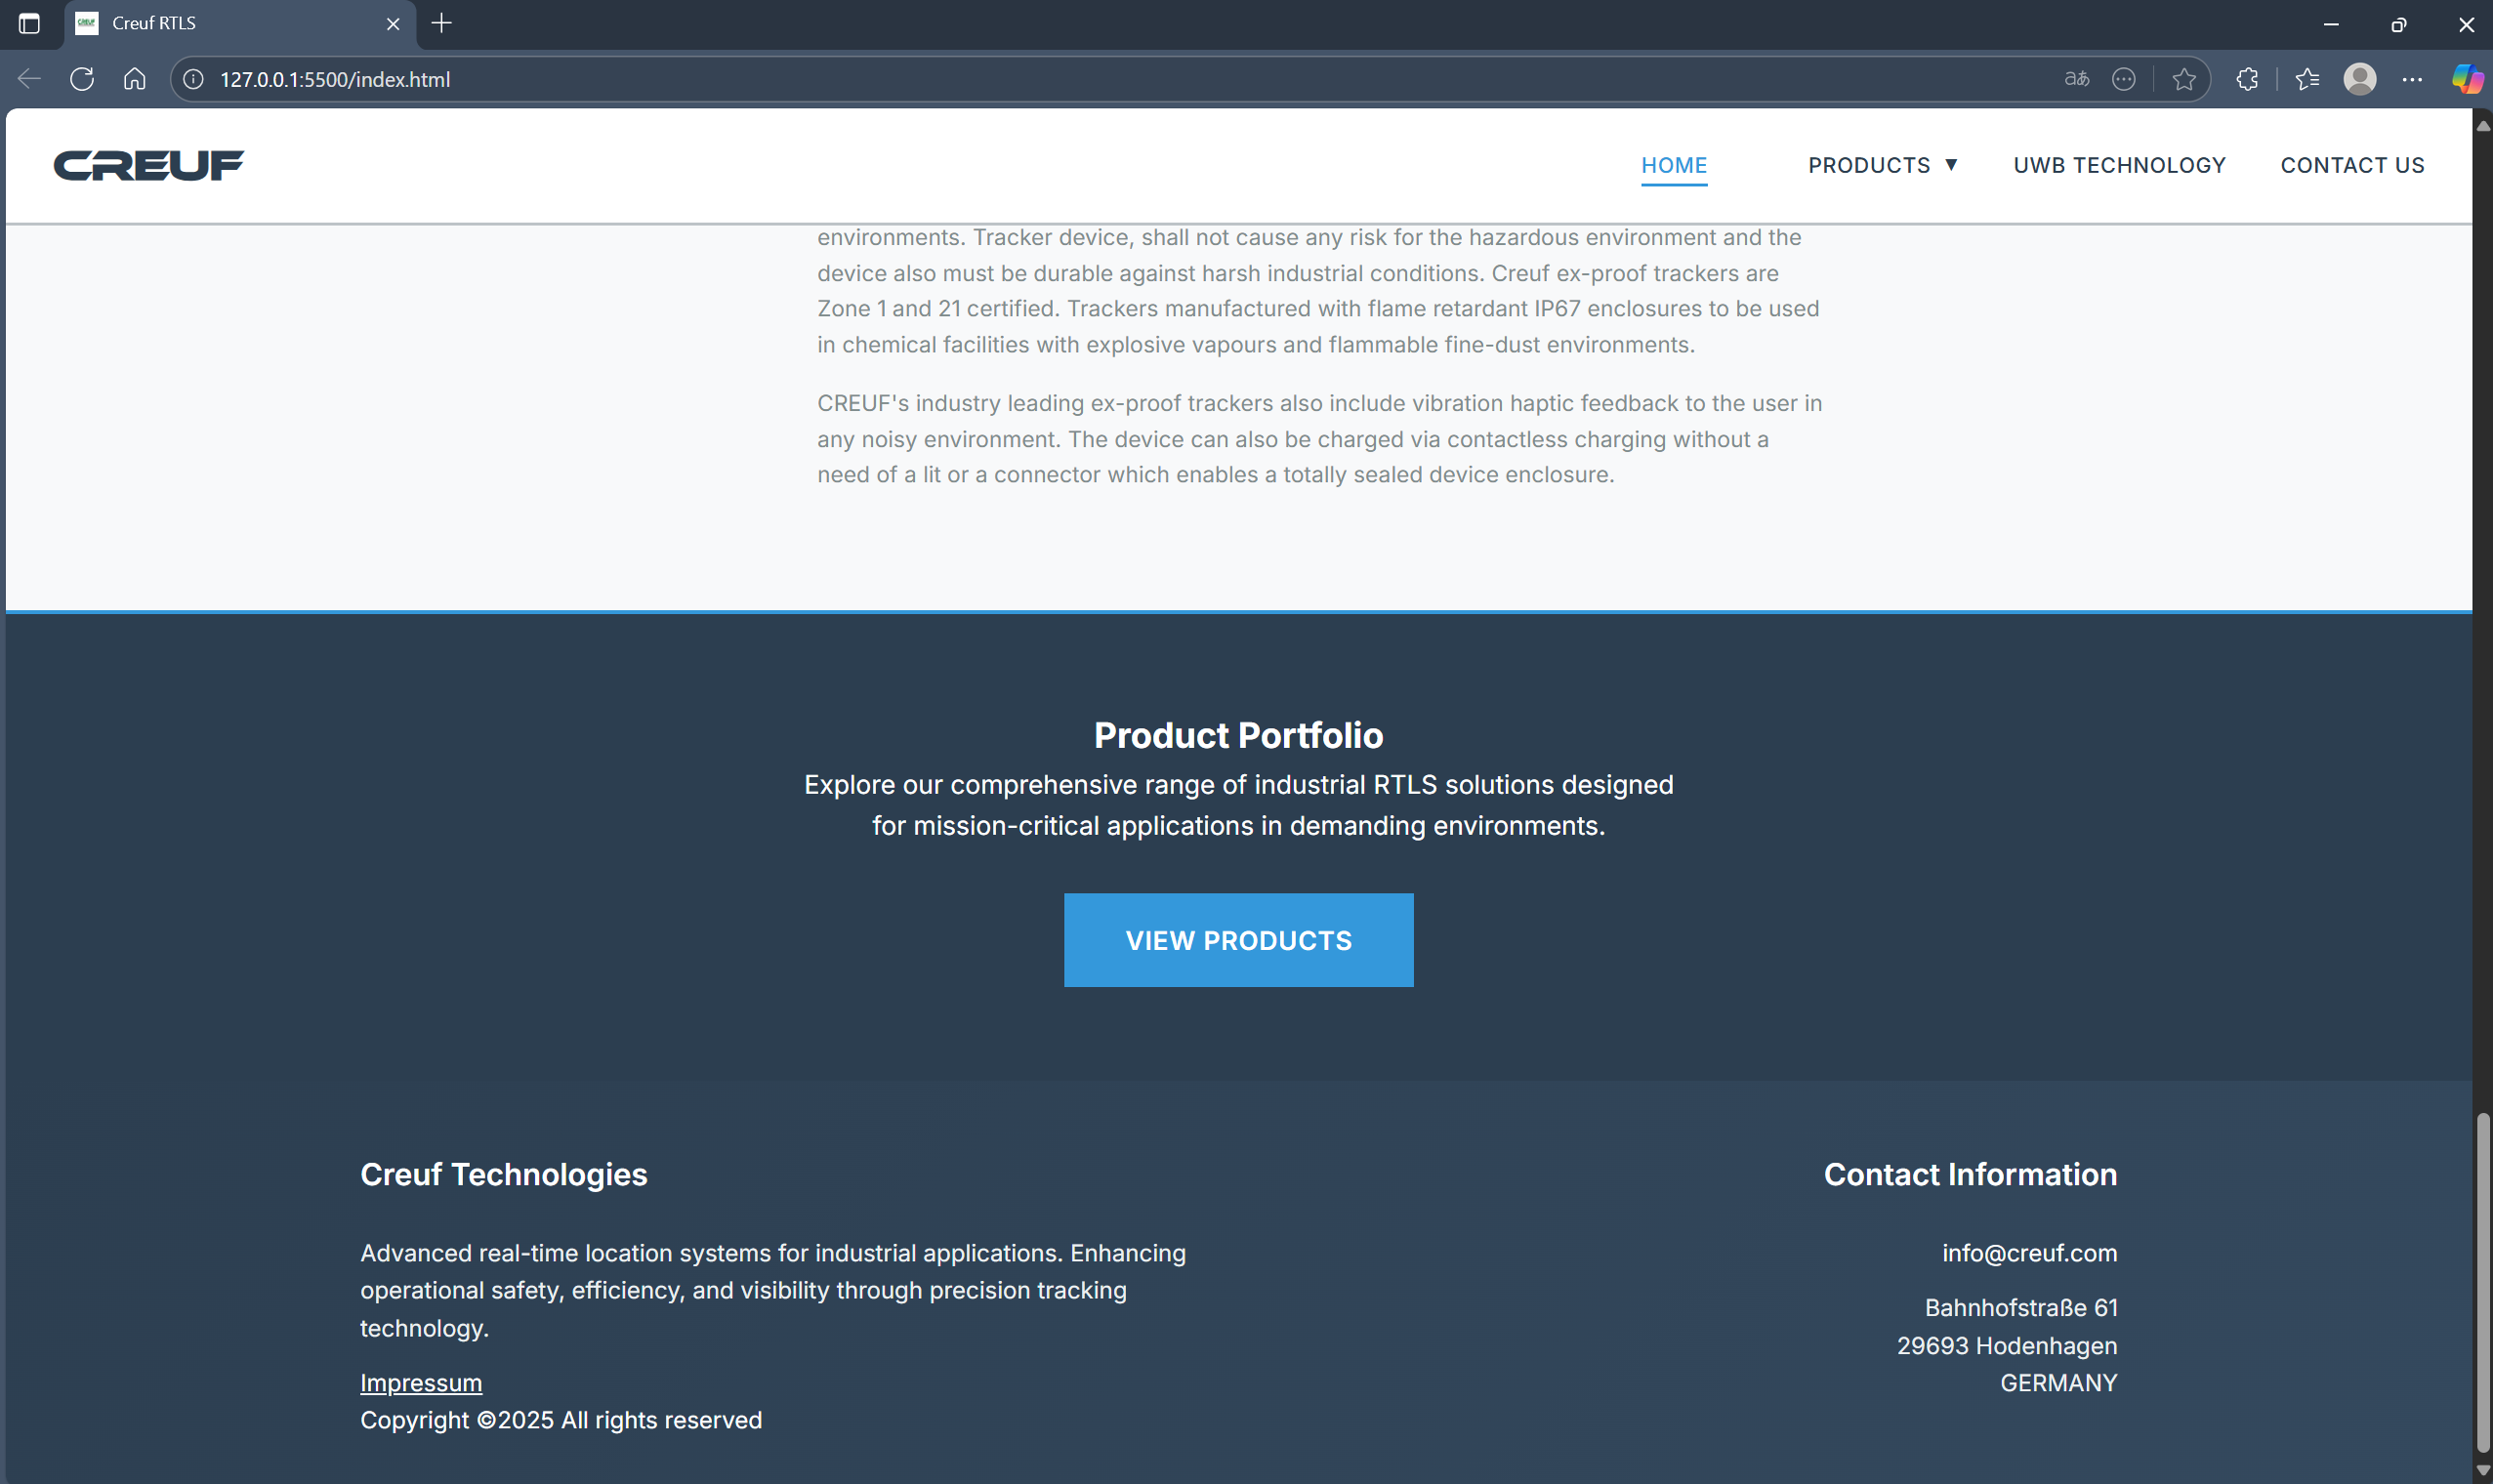 Creuf RTLS
127.0.0.1:5500/index.html
CREUF
HOME
PRODUCTS ▼
UWB TECHNOLOGY
CONTACT US
environments. Tracker device, shall not cause any risk for the hazardous environment and the
device also must be durable against harsh industrial conditions. Creuf ex-proof trackers are
Zone 1 and 21 certified. Trackers manufactured with flame retardant IP67 enclosures to be used
in chemical facilities with explosive vapours and flammable fine-dust environments.
CREUF's industry leading ex-proof trackers also include vibration haptic feedback to the user in
any noisy environment. The device can also be charged via contactless charging without a
need of a lit or a connector which enables a totally sealed device enclosure.
Product Portfolio
Explore our comprehensive range of industrial RTLS solutions designed
for mission-critical applications in demanding environments.
VIEW PRODUCTS
Creuf Technologies
Advanced real-time location systems for industrial applications. Enhancing
operational safety, efficiency, and visibility through precision tracking
technology.
Impressum
Copyright ©2025 All rights reserved
Contact Information
info@creuf.com
Bahnhofstraße 61
29693 Hodenhagen
GERMANY